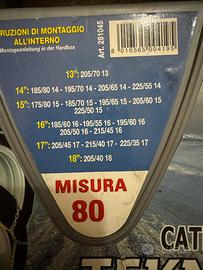 RUZIONI DI MONTAGGIO
ALL'INTERNO
Montageanleitung in der Hardbox
Art. 281045
8 016565 004195
13": 205/70 13
14": 185/80 14 - 195/70 14 - 205/65 14 - 225/55 14
15": 175/80 15 - 185/70 15 - 195/65 15 - 205/60 15
225/50 15
16": 185/60 16 - 195/55 16 - 195/60 16
205/50 16 - 215/45 16
17": 205/45 17 - 215/40 17 - 225/35 17
18": 205/40 18
MISURA
80
CAT